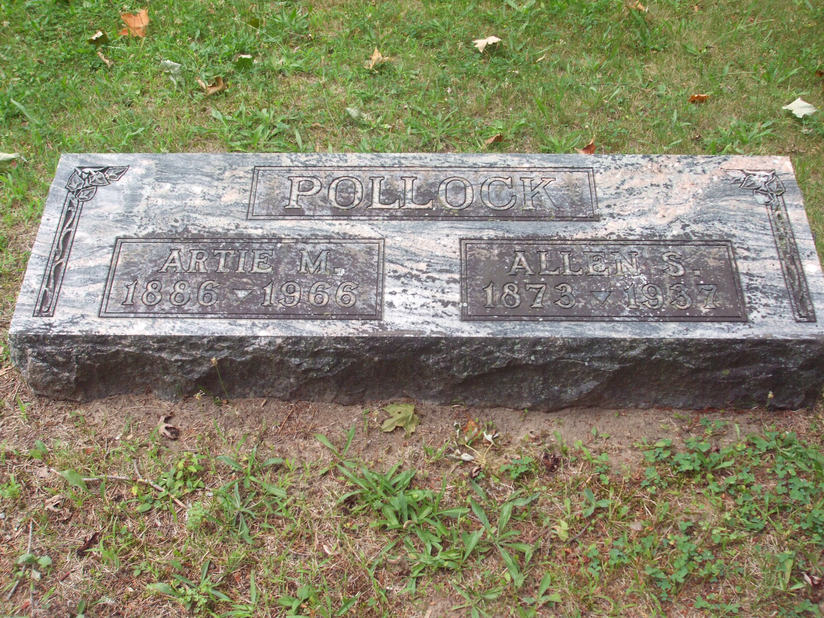 POLLOCK
ARTIE M.
1886 1966
ALLEN S.
1873 1937